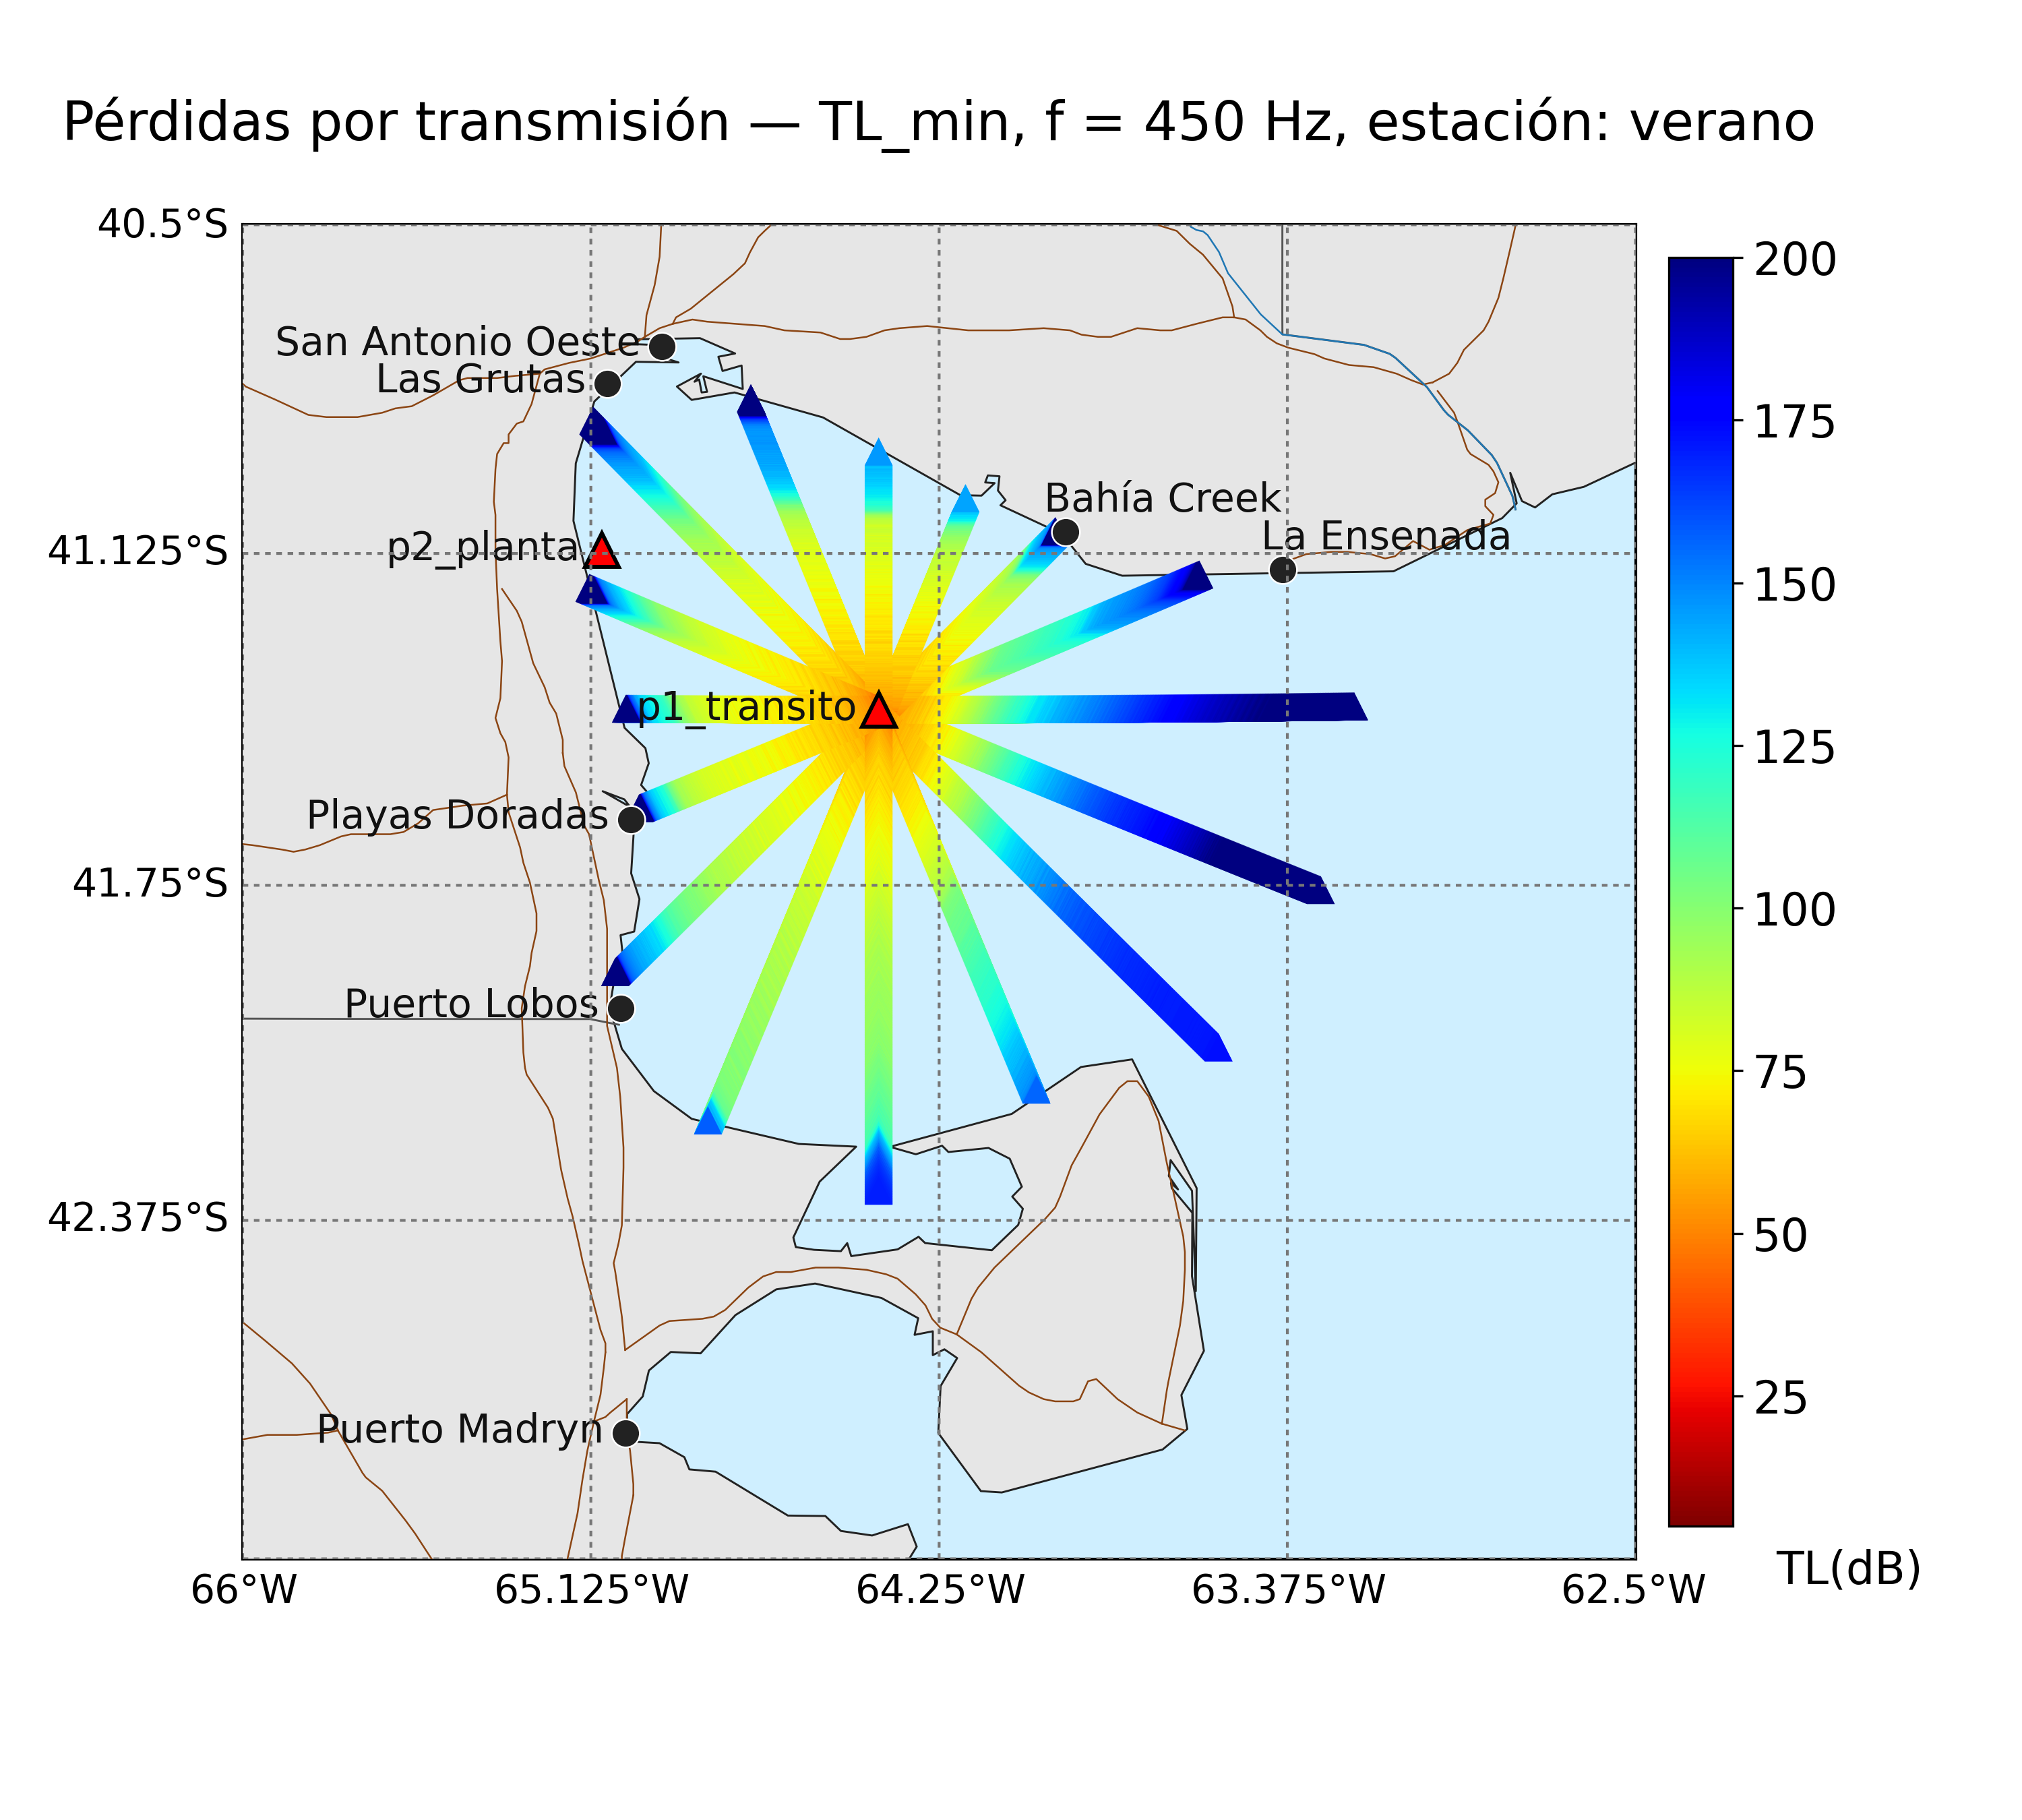 Pérdidas por transmisión — TL_min, f = 450 Hz, estación: verano
40.5°S
200
San Antonio Oeste
Las Grutas
175
Bahía Creek
La Ensenada
p2_planta
41.125°S
150
p1_transito
125
Playas Doradas
41.75°S
100
Puerto Lobos
75
42.375°S
50
25
Puerto Madryn
TL(dB)
66°W
65.125°W
64.25°W
63.375°W
62.5°W